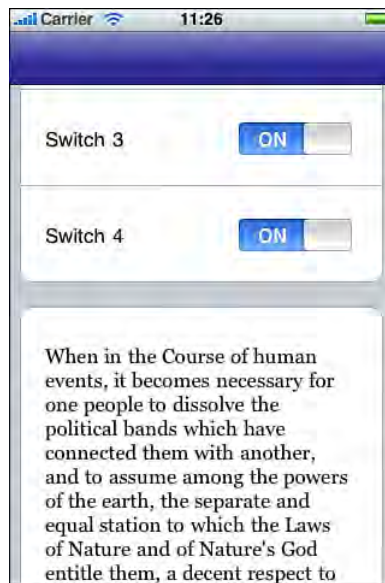 Carrier 11:26
Switch 3 ON
Switch 4 ON
When in the Course of human
events, it becomes necessary for
one people to dissolve the
political bands which have
connected them with another,
and to assume among the powers
of the earth, the separate and
equal station to which the Laws
of Nature and of Nature's God
entitle them, a decent respect to